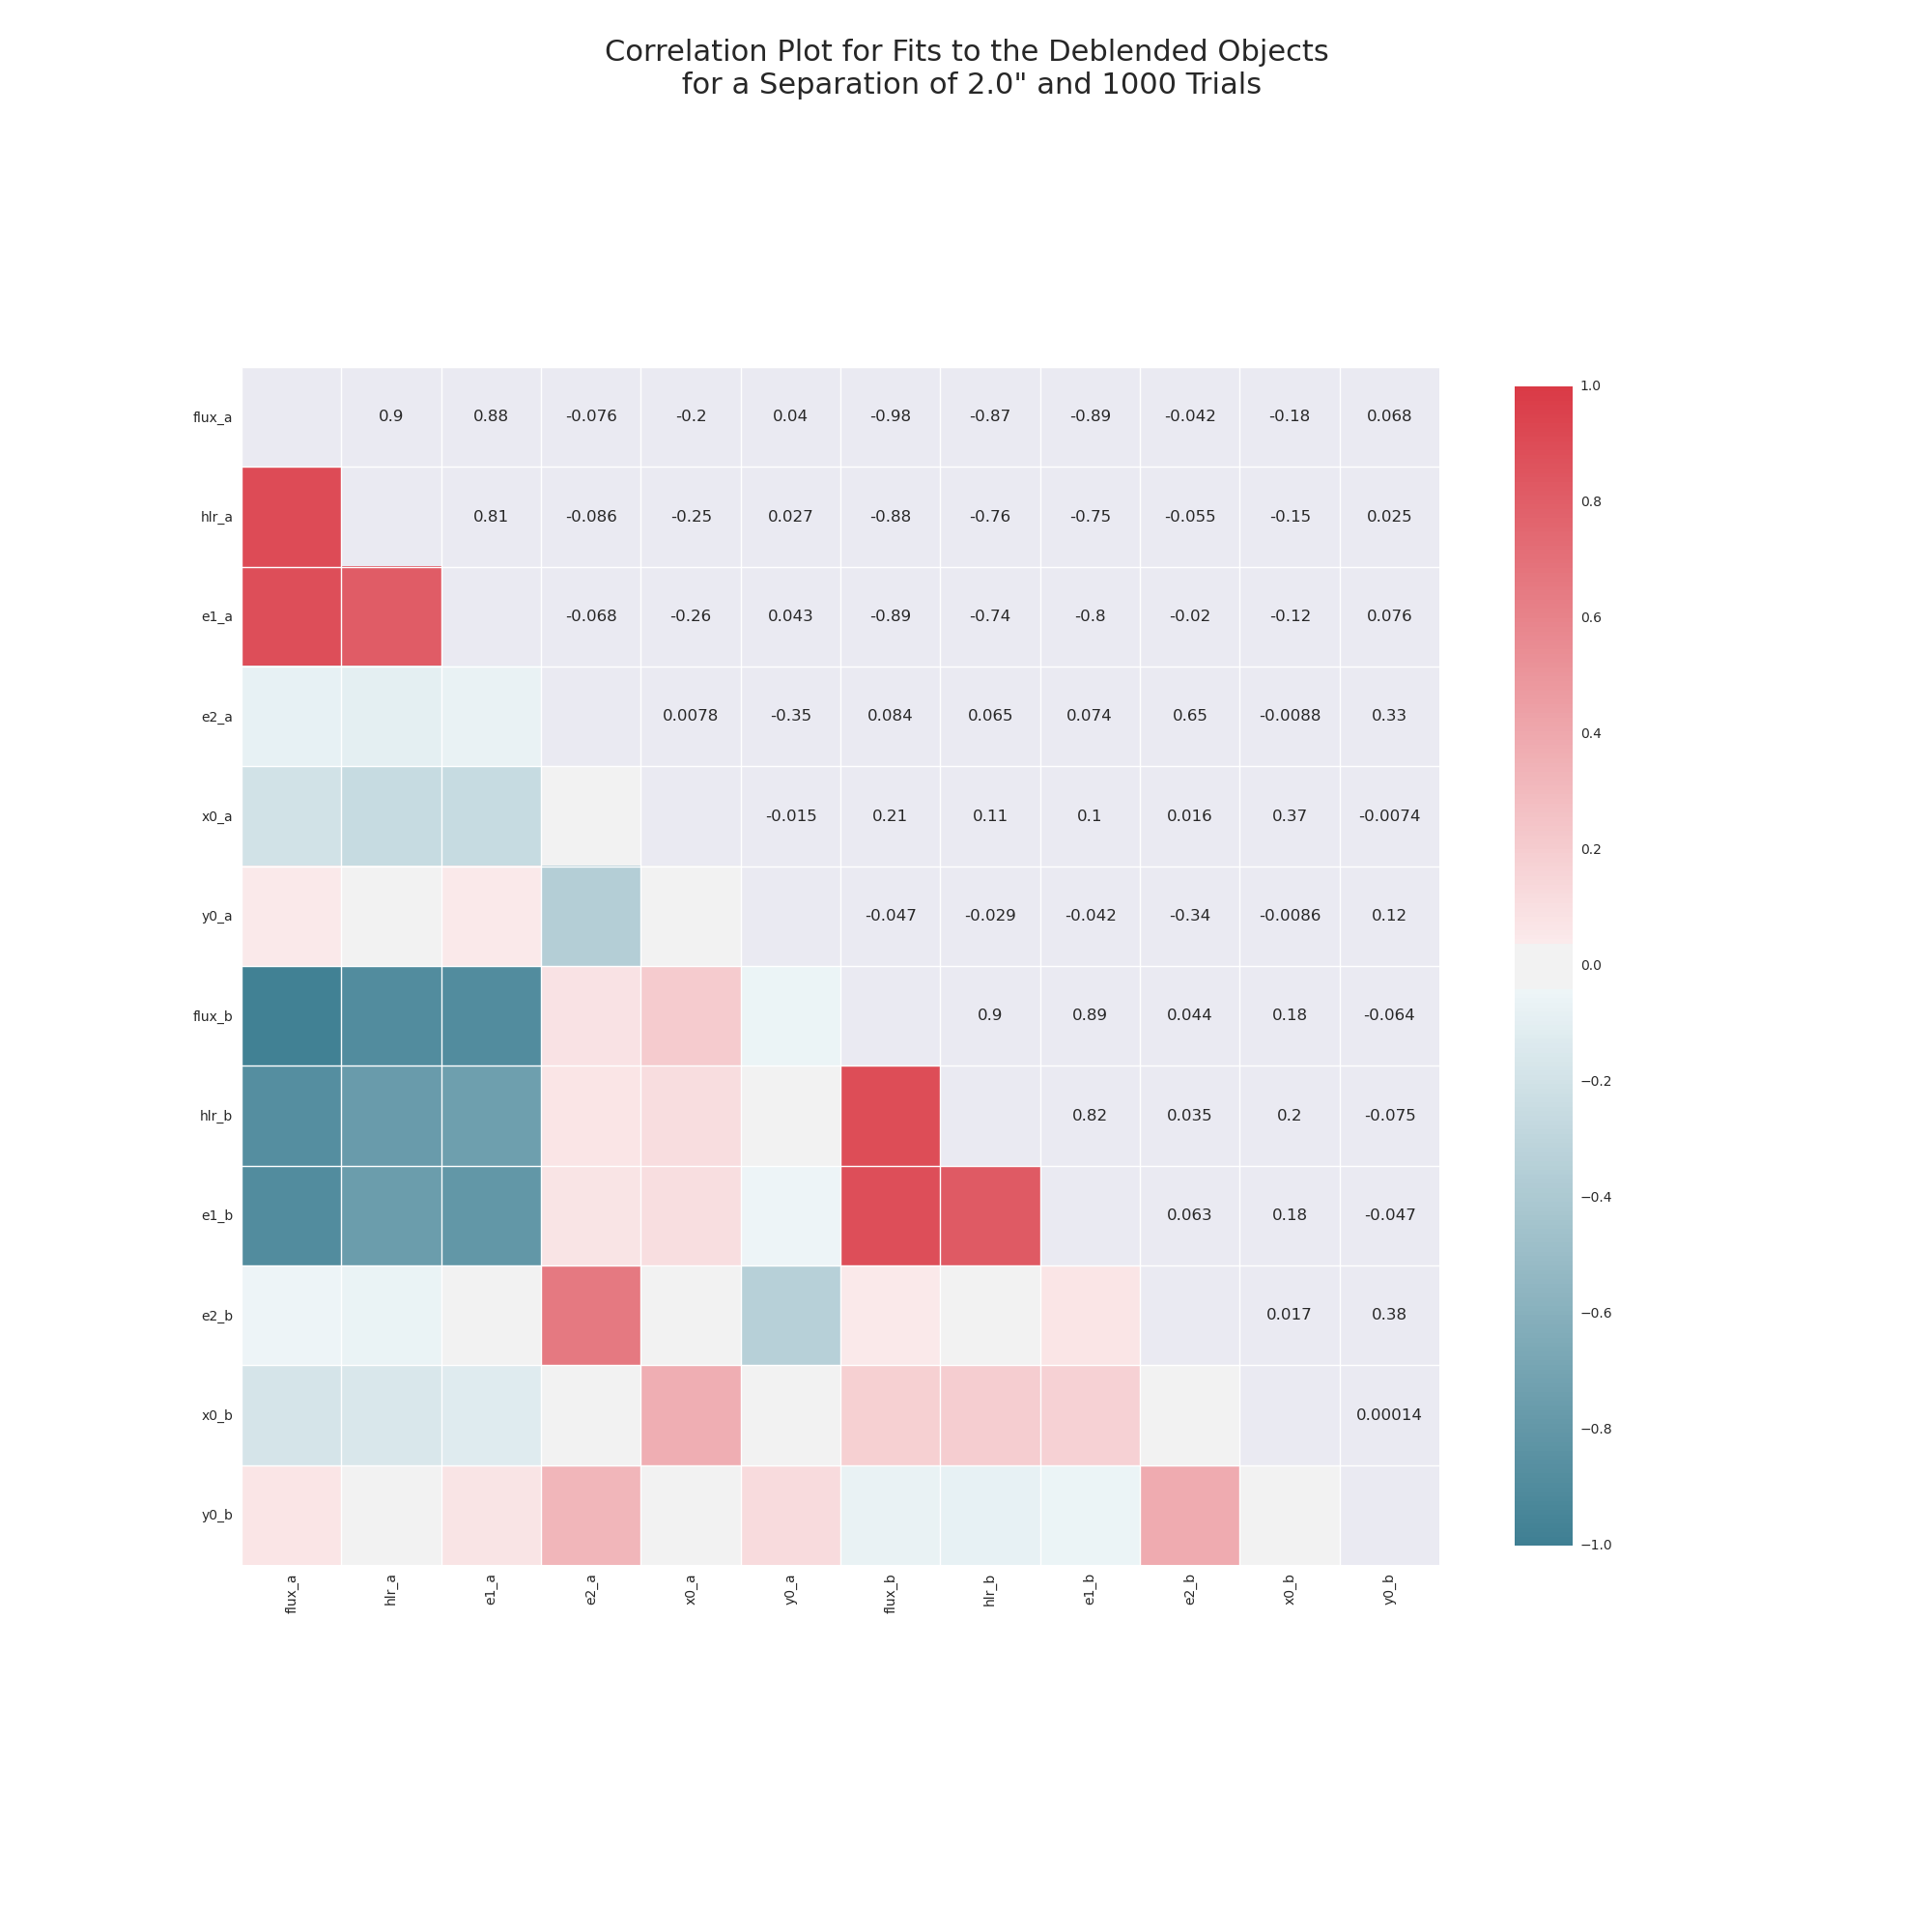 Correlation Plot for Fits to the Deblended Objects
for a Separation of 2.0" and 1000 Trials
flux_a 0.9 0.88 -0.076 -0.2 0.04 -0.98 -0.87 -0.89 -0.042 -0.18 0.068
hlr_a 0.81 -0.086 -0.25 0.027 -0.88 -0.76 -0.75 -0.055 -0.15 0.025
e1_a -0.068 -0.26 0.043 -0.89 -0.74 -0.8 -0.02 -0.12 0.076
e2_a 0.0078 -0.35 0.084 0.065 0.074 0.65 -0.0088 0.33
x0_a -0.015 0.21 0.11 0.1 0.016 0.37 -0.0074
y0_a -0.047 -0.029 -0.042 -0.34 -0.0086 0.12
flux_b 0.9 0.89 0.044 0.18 -0.064
hlr_b 0.82 0.035 0.2 -0.075
e1_b 0.063 0.18 -0.047
e2_b 0.017 0.38
x0_b 0.00014
y0_b
flux_a hlr_a e1_a e2_a x0_a y0_a flux_b hlr_b e1_b e2_b x0_b y0_b
1.0
0.8
0.6
0.4
0.2
0.0
−0.2
−0.4
−0.6
−0.8
−1.0